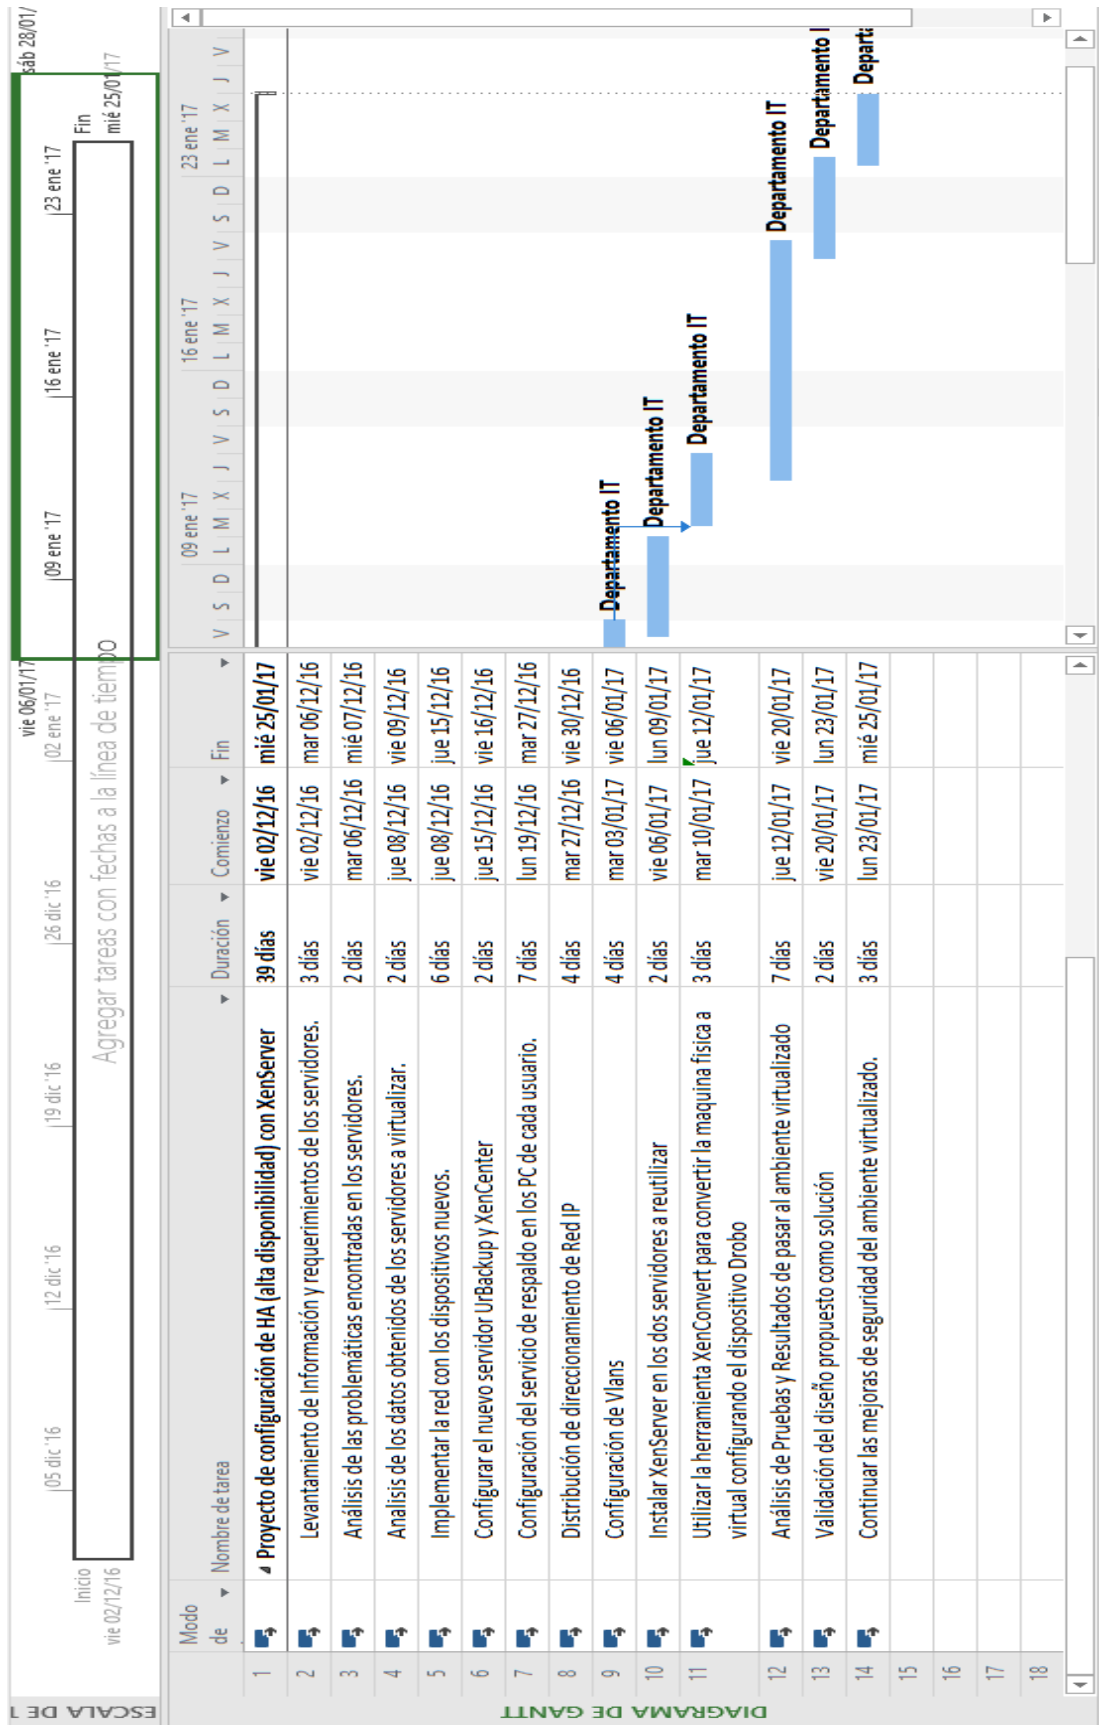 ESCALA DE T
vie 06/01/17
sáb 28/01/
05 dic '16 12 dic '16 19 dic '16 26 dic '16 02 ene '17 09 ene '17 16 ene '17 23 ene '17
Inicio
vie 02/12/16
Agregar tareas con fechas a la línea de tiempo
Fin
mié 25/01/17
DIAGRAMA DE GANTT
Modo
de Nombre de tarea Duración Comienzo Fin
09 ene '17 16 ene '17 23 ene '17
V S D L M X J V S D L M X J V S D L M X J V
1 Proyecto de configuración de HA (alta disponibilidad) con XenServer 39 días vie 02/12/16 mié 25/01/17
2 Levantamiento de Información y requerimientos de los servidores. 3 días vie 02/12/16 mar 06/12/16
3 Análisis de las problemáticas encontradas en los servidores. 2 días mar 06/12/16 mié 07/12/16
4 Analisis de los datos obtenidos de los servidores a virtualizar. 2 días jue 08/12/16 vie 09/12/16
5 Implementar la red con los dispositivos nuevos. 6 días jue 08/12/16 jue 15/12/16
6 Configurar el nuevo servidor UrBackup y XenCenter 2 días jue 15/12/16 vie 16/12/16
7 Configuración del servicio de respaldo en los PC de cada usuario. 7 días lun 19/12/16 mar 27/12/16
8 Distribución de direccionamiento de Red IP 4 días mar 27/12/16 vie 30/12/16
9 Configuración de Vlans 4 días mar 03/01/17 vie 06/01/17 Departamento IT
10 Instalar XenServer en los dos servidores a reutilizar 2 días vie 06/01/17 lun 09/01/17 Departamento IT
11 Utilizar la herramienta XenConvert para convertir la maquina fisica a 3 días mar 10/01/17 jue 12/01/17 Departamento IT
virtual configurando el dispositivo Drobo
12 Análisis de Pruebas y Resultados de pasar al ambiente virtualizado 7 días jue 12/01/17 vie 20/01/17 Departamento IT
13 Validación del diseño propuesto como solución 2 días vie 20/01/17 lun 23/01/17 Departamento I
14 Continuar las mejoras de seguridad del ambiente virtualizado. 3 días lun 23/01/17 mié 25/01/17 Departa
15
16
17
18